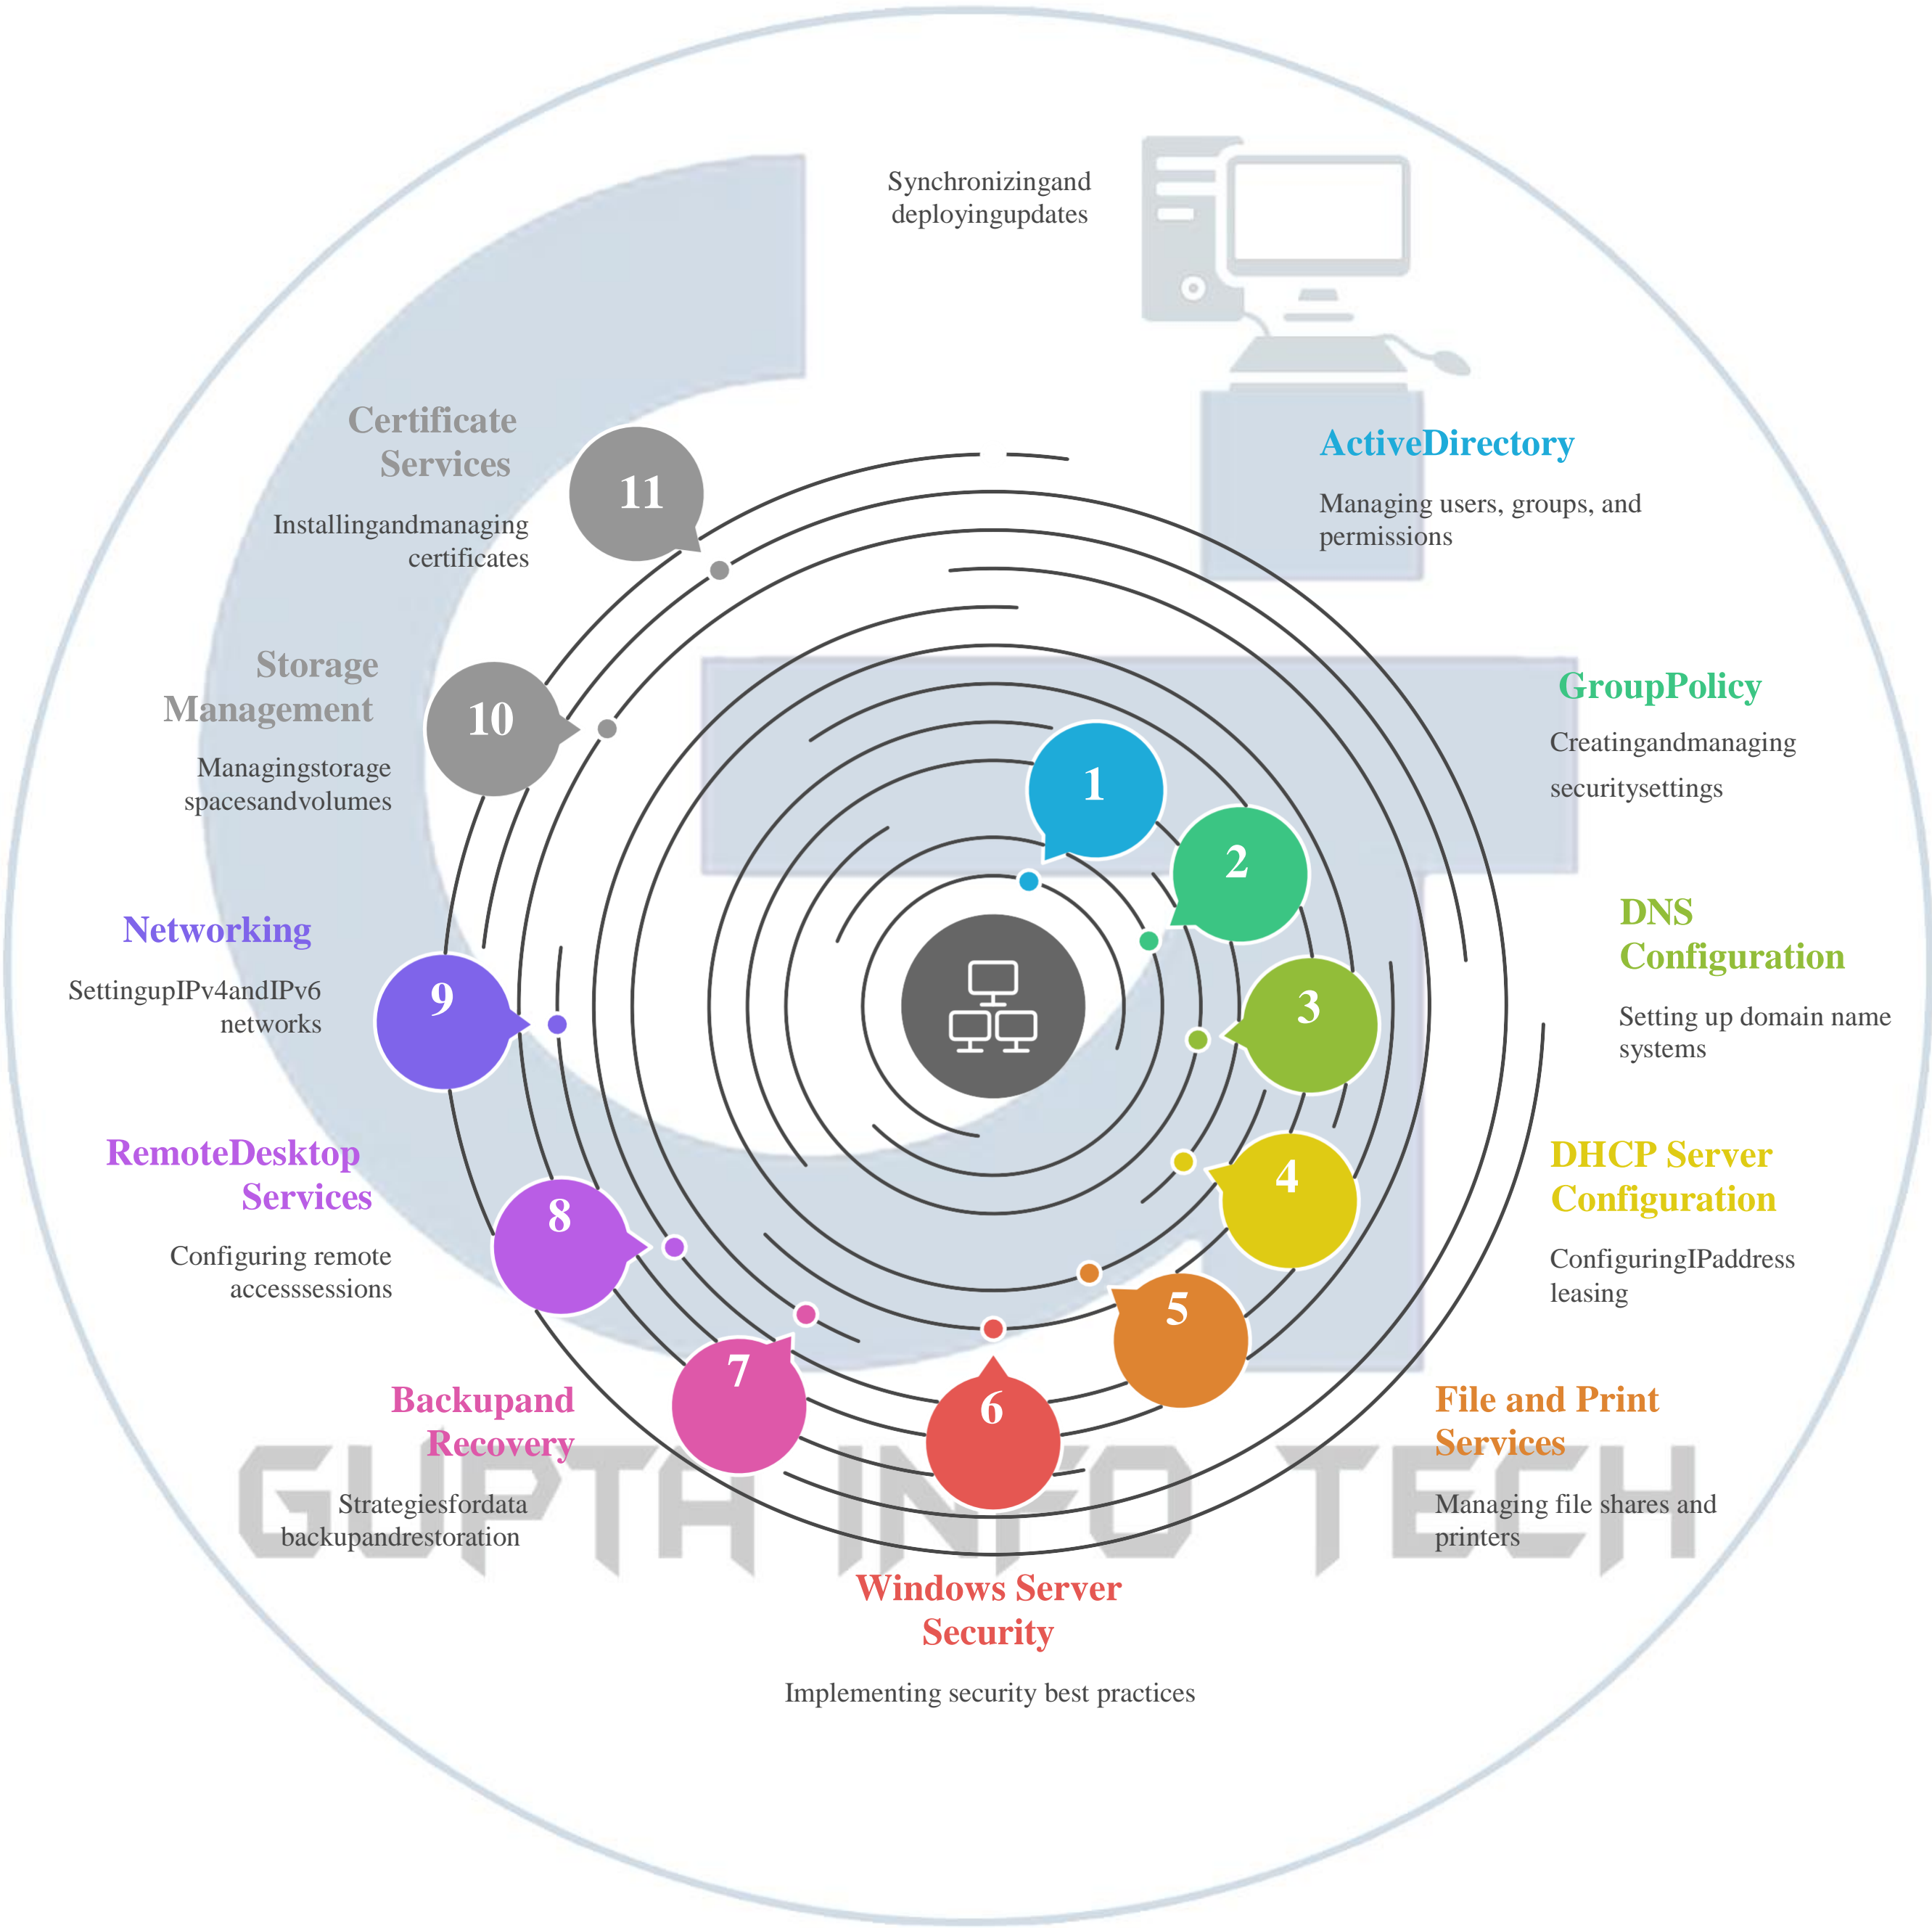 Synchronizingand
deployingupdates
Certificate
Services
Installingandmanaging
certificates
11
ActiveDirectory
Managing users, groups, and
permissions
Storage
Management
Managingstorage
spacesandvolumes
10
1
GroupPolicy
Creatingandmanaging
securitysettings
2
Networking
SettingupIPv4andIPv6
networks
9
3
DNS
Configuration
Setting up domain name
systems
RemoteDesktop
Services
Configuring remote
accesssessions
8
4
DHCP Server
Configuration
ConfiguringIPaddress
leasing
Backupand
Recovery
Strategiesfordata
backupandrestoration
7
6
5
File and Print
Services
Managing file shares and
printers
GUPTA INFO TECH
Windows Server
Security
Implementing security best practices